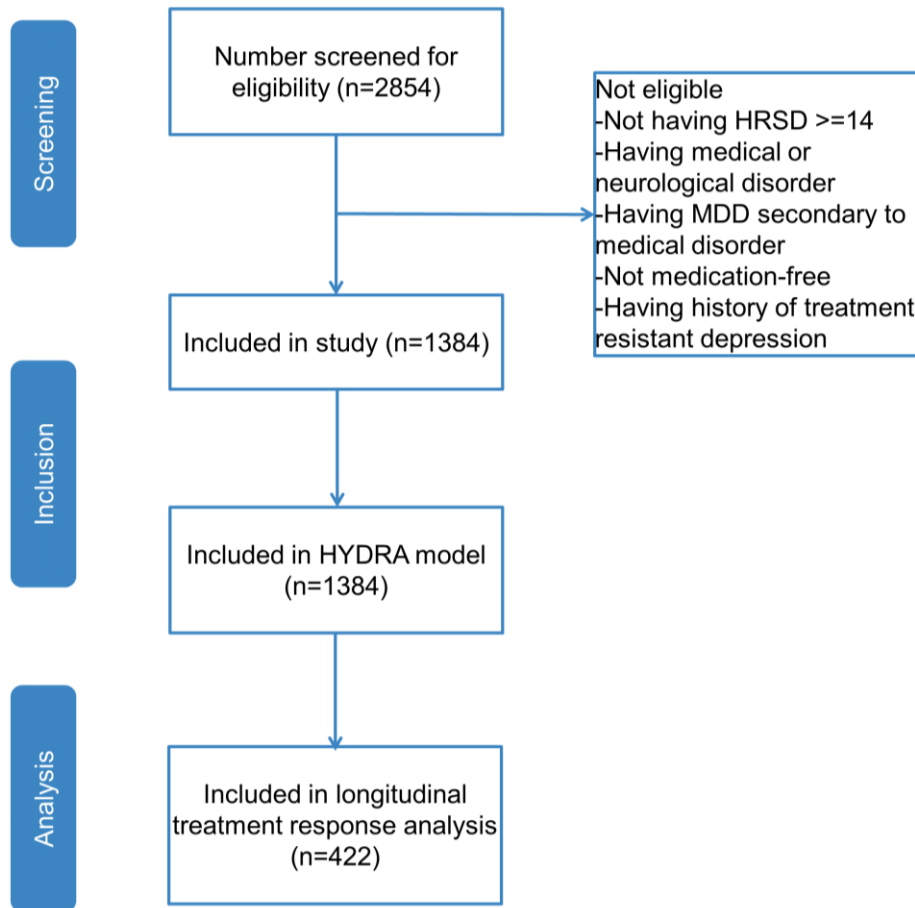 Screening
Number screened for
eligibility (n=2854)
Not eligible
-Not having HRSD >=14
-Having medical or
neurological disorder
-Having MDD secondary to
medical disorder
-Not medication-free
-Having history of treatment
resistant depression
Included in study (n=1384)
Inclusion
Included in HYDRA model
(n=1384)
Analysis
Included in longitudinal
treatment response analysis
(n=422)